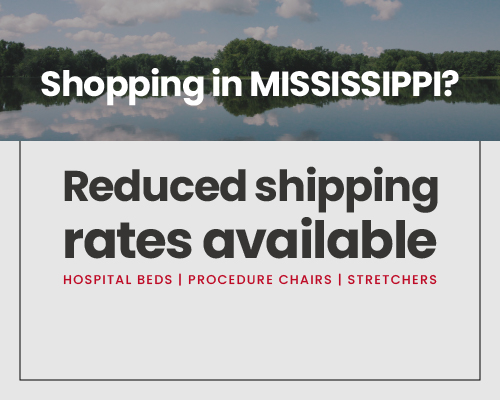 Shopping in MISSISSIPPI?
Reduced shipping
rates available
HOSPITAL BEDS | PROCEDURE CHAIRS | STRETCHERS